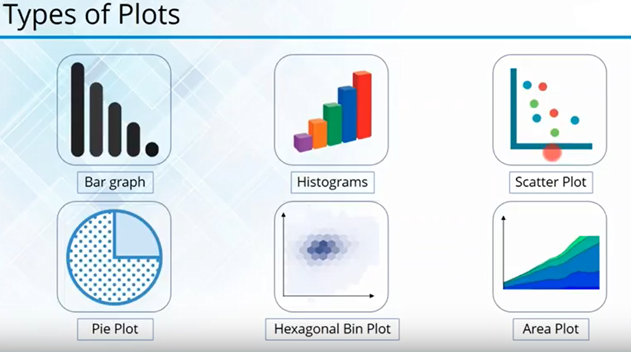 Types of Plots
Bar graph
Histograms
Scatter Plot
Pie Plot
Hexagonal Bin Plot
Area Plot